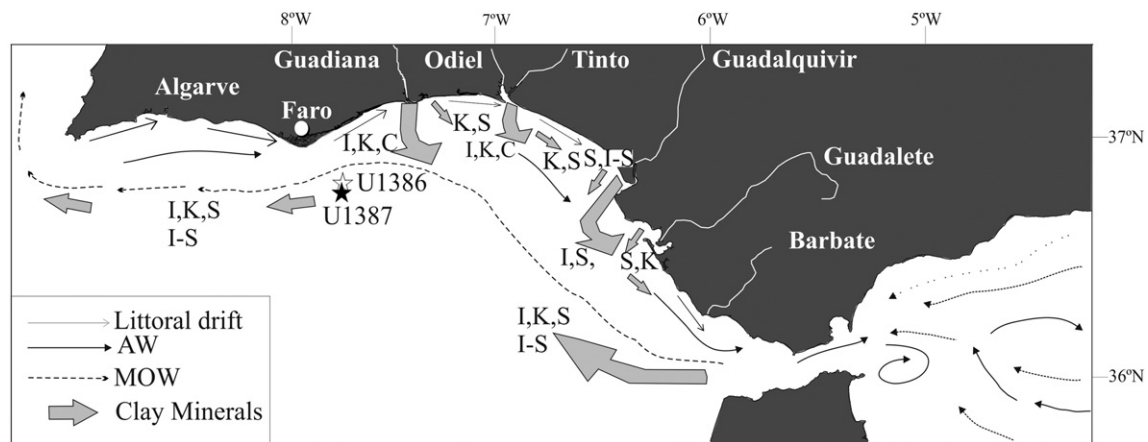 8ºW
7ºW
6ºW
5ºW
Guadiana
Odiel
Tinto
Guadalquivir
Algarve
Faro
37ºN
K,S
I,K,C
I,K,C
K,S
S,I-S
Guadalete
U1386
U1387
I,K,S
I-S
I,S,
S,K
Barbate
I,K,S
I-S
Littoral drift
AW
MOW
Clay Minerals
36ºN